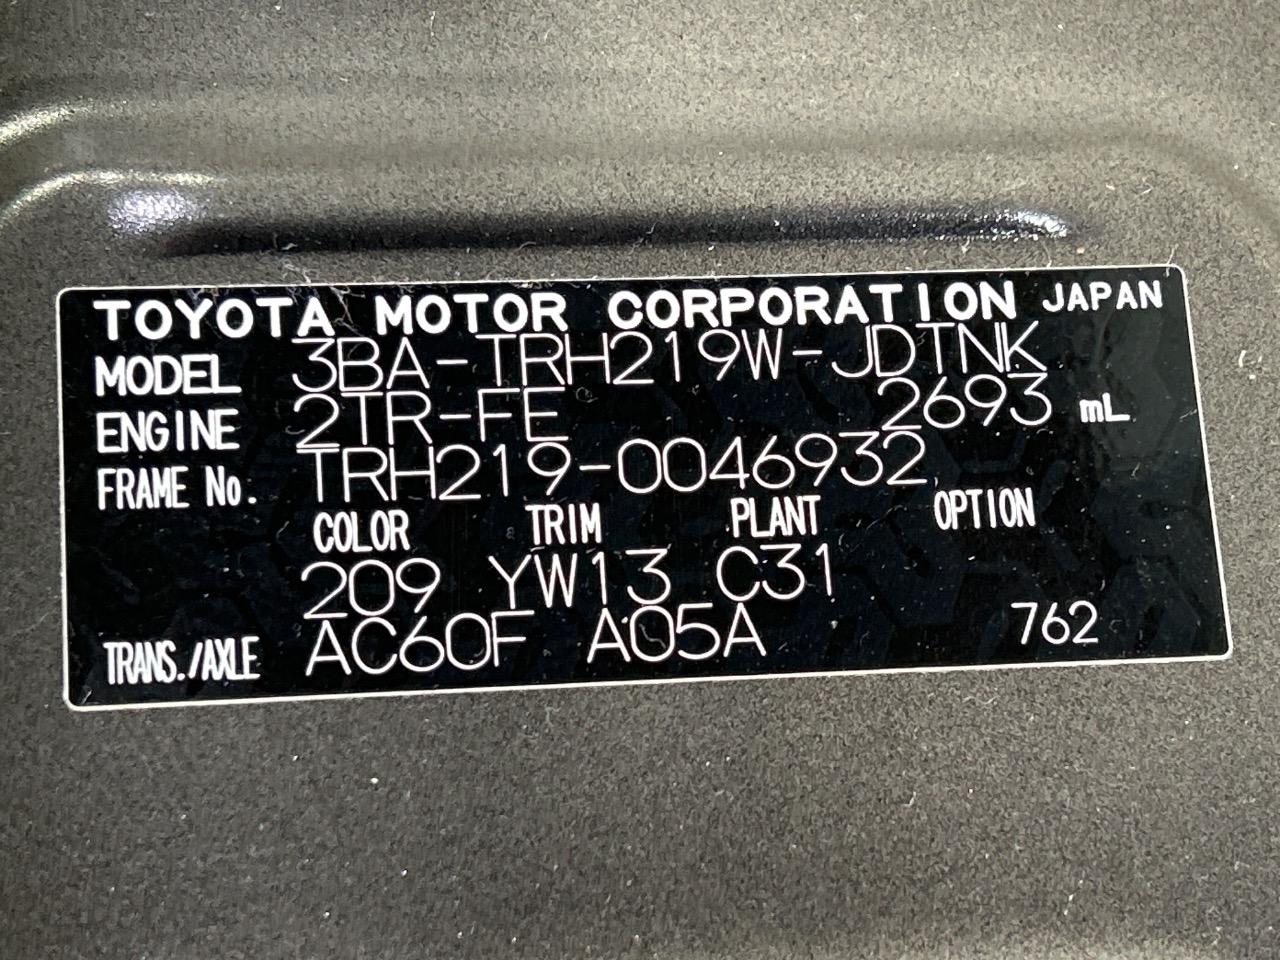 TOYOTA MOTOR CORPORATION JAPAN
MODEL 3BA-TRH219W-JDTNK
ENGINE 2TR-FE 2693 mL
FRAME No. TRH219-0046932
COLOR TRIM PLANT OPTION
209 YW13 C31
TRANS./AXLE AC60F A05A 762